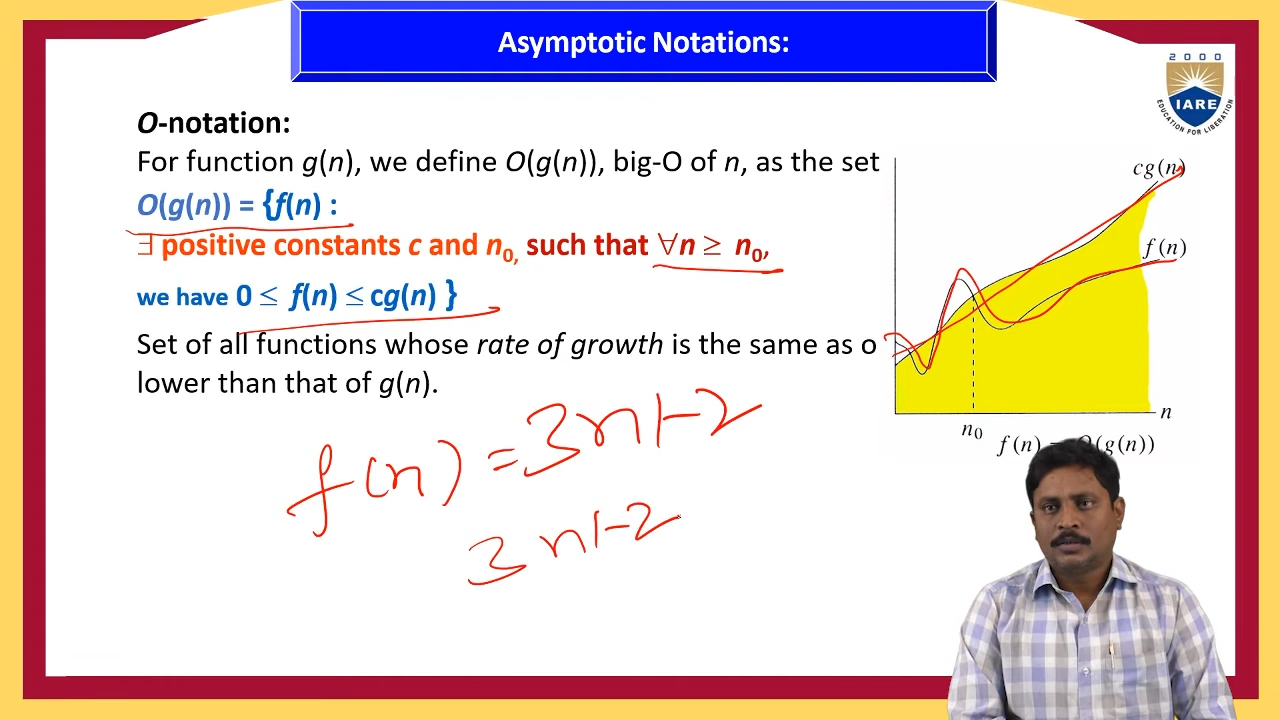 Asymptotic Notations:
2000
IARE
EDUCATION FOR LIBERATION
O-notation:
For function g(n), we define O(g(n)), big-O of n, as the set
O(g(n)) = {f(n) :
∃ positive constants c and n₀, such that ∀n ≥ n₀,
we have 0 ≤ f(n) ≤ cg(n) }
Set of all functions whose rate of growth is the same as o
lower than that of g(n).
cg(n)
f(n)
n
n₀
f(n) = O(g(n))
f(n) = 3n+2
3n+2